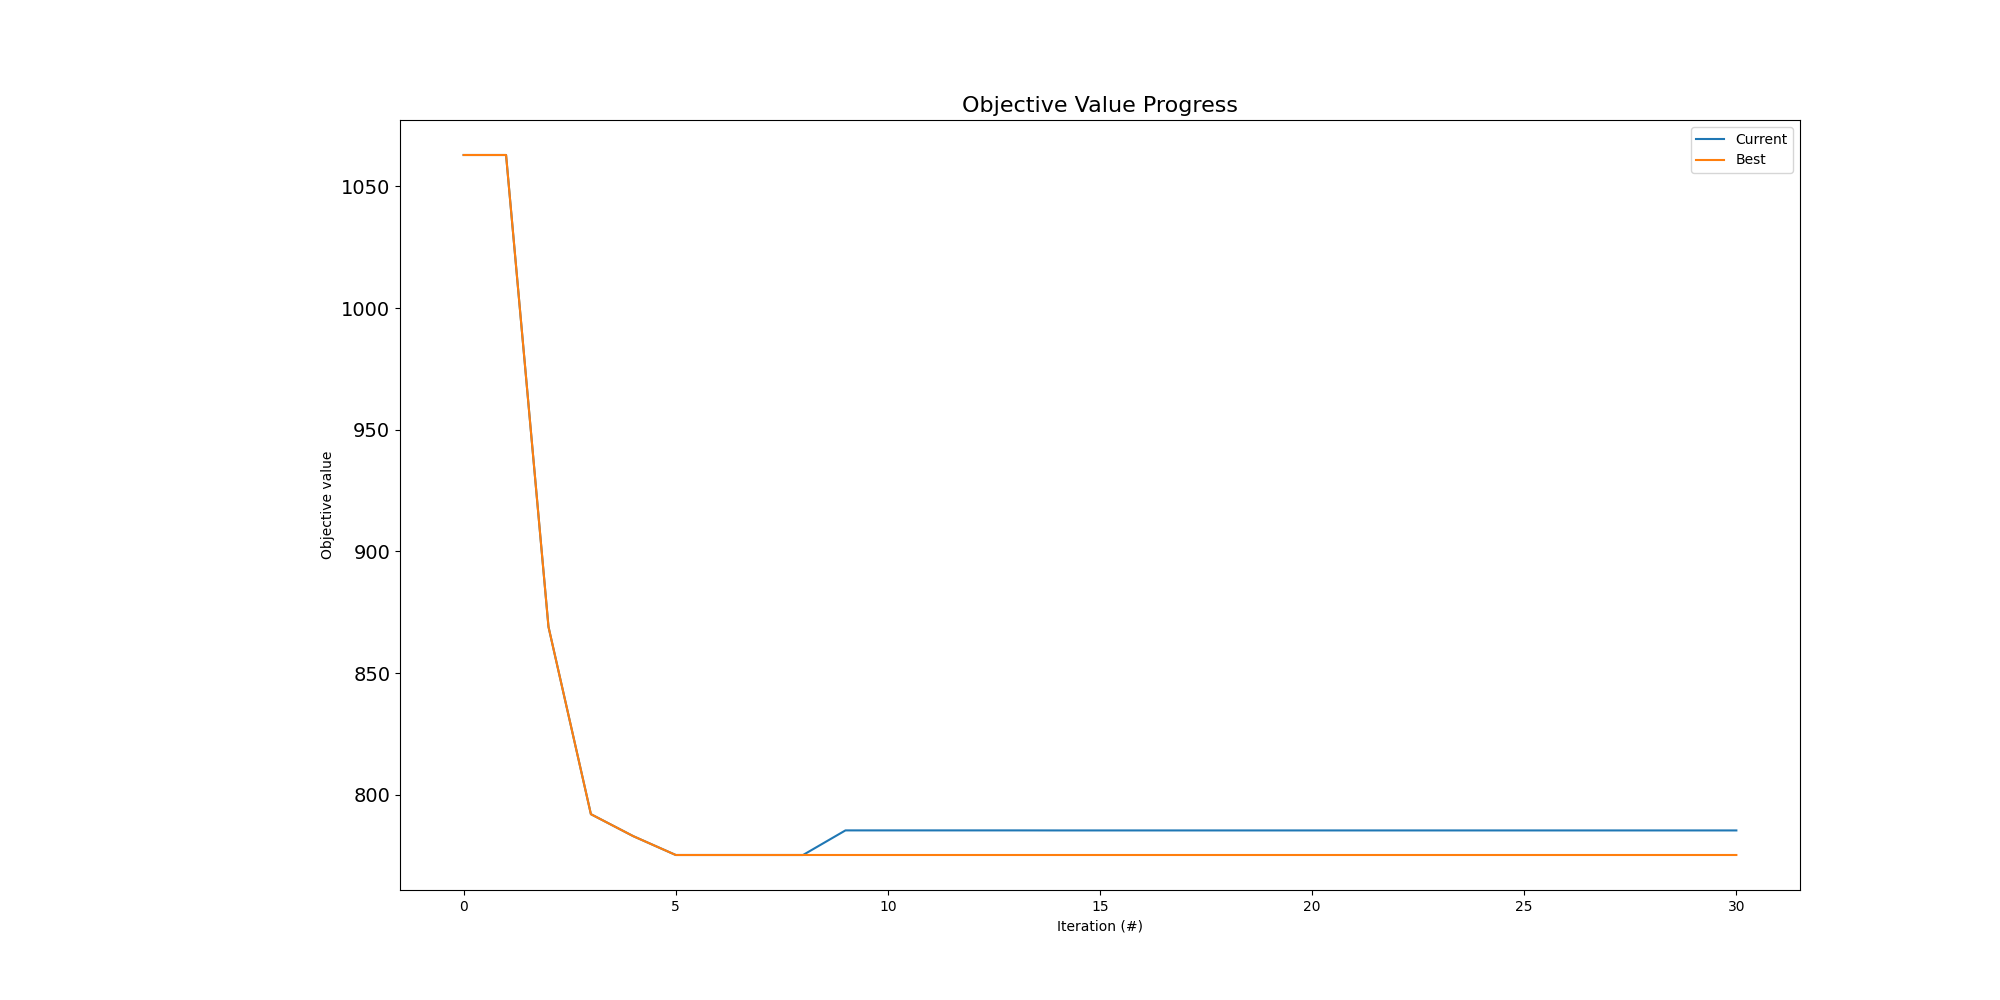 Objective Value Progress
Current
Best
1050
1000
950
900
850
800
Objective value
0 5 10 15 20 25 30
Iteration (#)